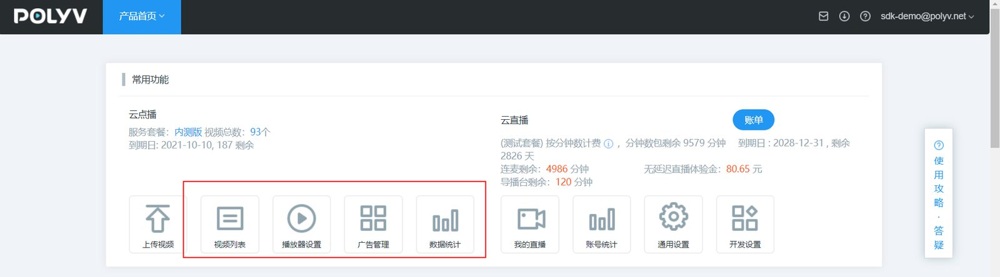 POLYV
产品首页
sdk-demo@polyv.net
常用功能
云点播
服务套餐：内测版 视频总数：93个
到期日: 2021-10-10, 187 剩余
云直播
账单
(测试套餐) 按分钟数计费 ，分钟数包剩余 9579 分钟 到期日 : 2028-12-31 , 剩余
2826 天
连麦剩余：4986 分钟 无延迟直播体验金：80.65 元
导播台剩余：120 分钟
上传视频
视频列表
播放器设置
广告管理
数据统计
我的直播
账号统计
通用设置
开发设置
使用攻略·答疑